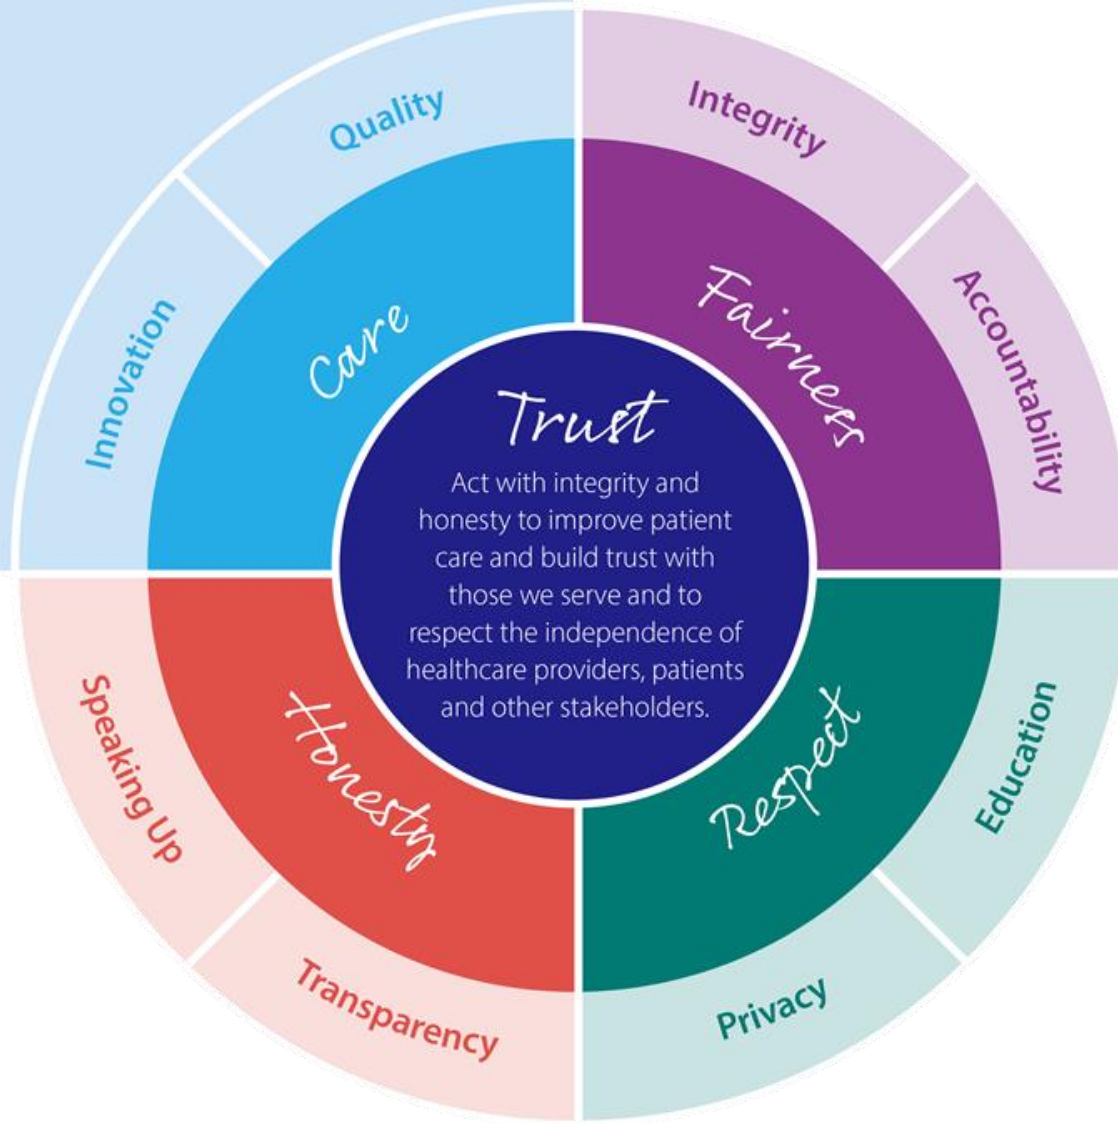 Quality
Integrity
Innovation
Care
Fairness
Accountability
Trust
Act with integrity and
honesty to improve patient
care and build trust with
those we serve and to
respect the independence of
healthcare providers, patients
and other stakeholders.
Speaking Up
Honesty
Respect
Education
Transparency
Privacy